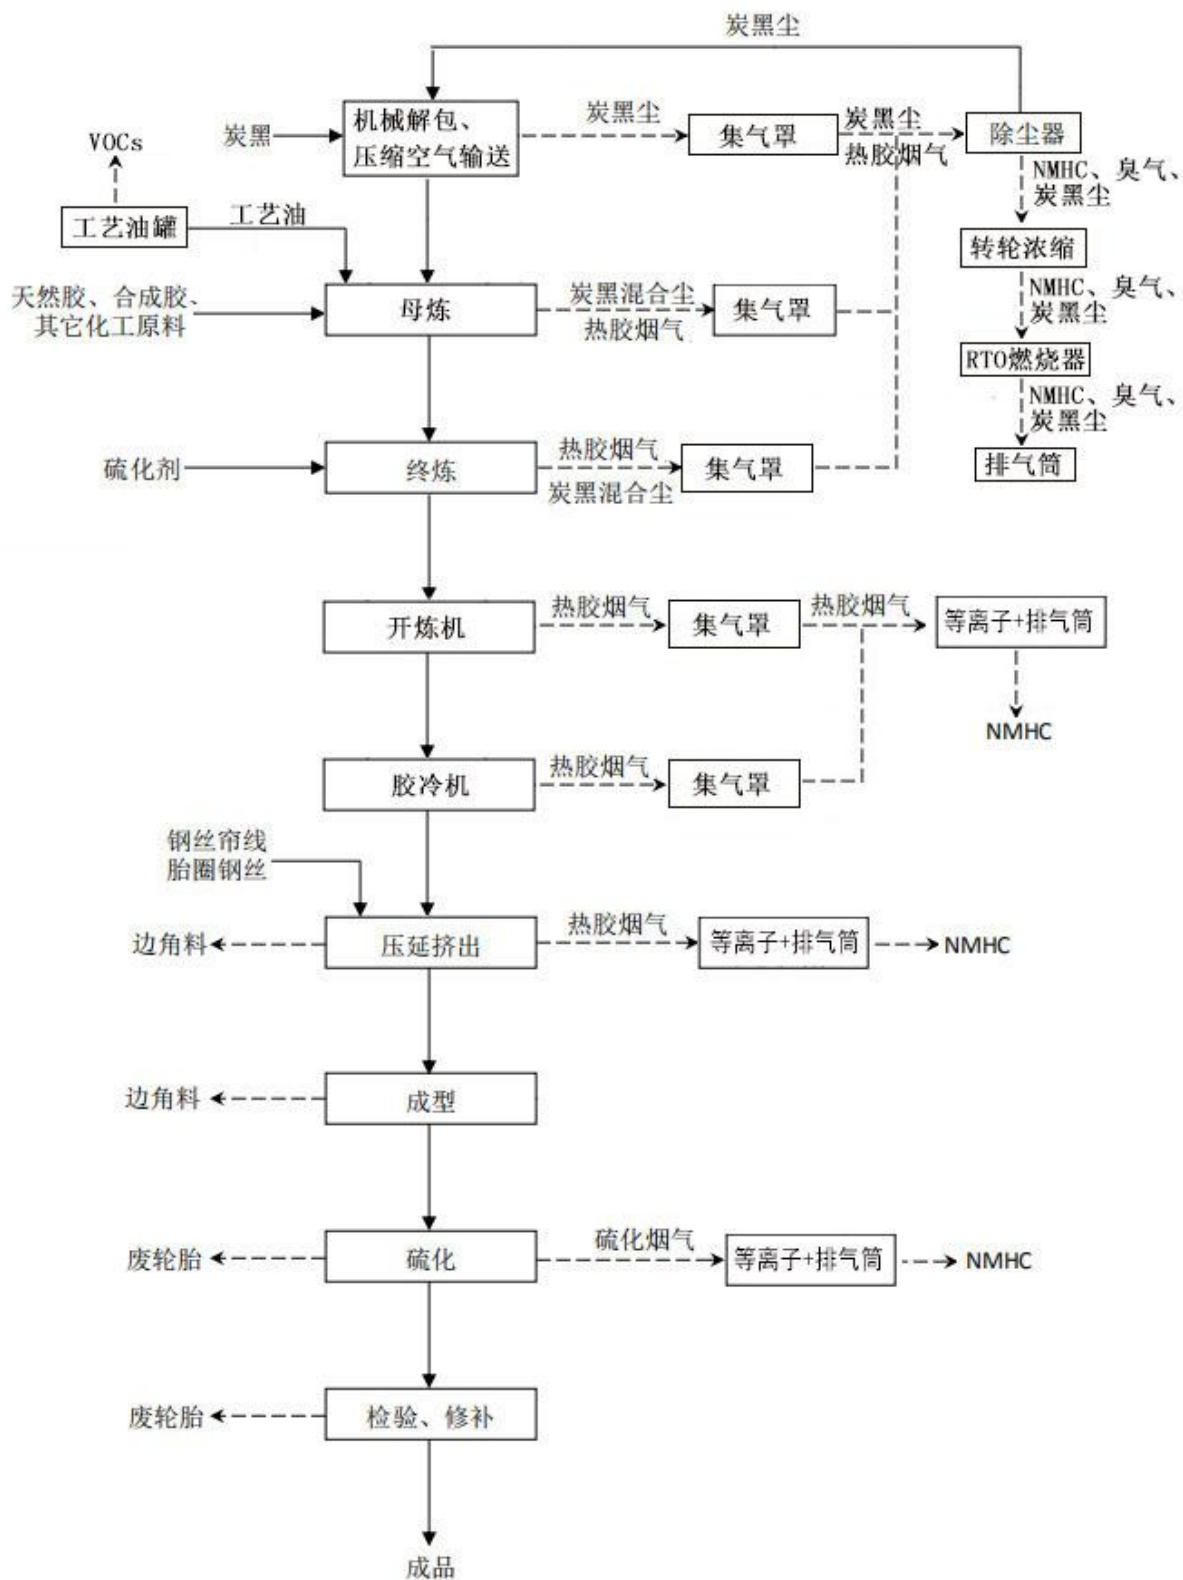 炭黑尘
炭黑
机械解包、
压缩空气输送
炭黑尘
集气罩
炭黑尘
热胶烟气
除尘器
VOCs
NMHC、臭气、
炭黑尘
工艺油罐
工艺油
转轮浓缩
天然胶、合成胶、
其它化工原料
母炼
炭黑混合尘
热胶烟气
集气罩
NMHC、臭气、
炭黑尘
RTO燃烧器
NMHC、臭气、
炭黑尘
硫化剂
终炼
热胶烟气
炭黑混合尘
集气罩
排气筒
开炼机
热胶烟气
集气罩
热胶烟气
等离子+排气筒
NMHC
胶冷机
热胶烟气
集气罩
钢丝帘线
胎圈钢丝
边角料
压延挤出
热胶烟气
等离子+排气筒
NMHC
边角料
成型
废轮胎
硫化
硫化烟气
等离子+排气筒
NMHC
废轮胎
检验、修补
成品